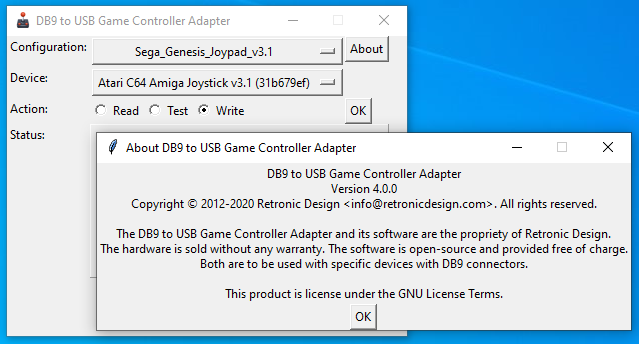 DB9 to USB Game Controller Adapter
Configuration: Sega_Genesis_Joypad_v3.1 About
Device: Atari C64 Amiga Joystick v3.1 (31b679ef)
Action: Read Test Write OK
Status:
About DB9 to USB Game Controller Adapter
DB9 to USB Game Controller Adapter
Version 4.0.0
Copyright © 2012-2020 Retronic Design <info@retronicdesign.com>. All rights reserved.
The DB9 to USB Game Controller Adapter and its software are the propriety of Retronic Design.
The hardware is sold without any warranty. The software is open-source and provided free of charge.
Both are to be used with specific devices with DB9 connectors.
This product is license under the GNU License Terms.
OK